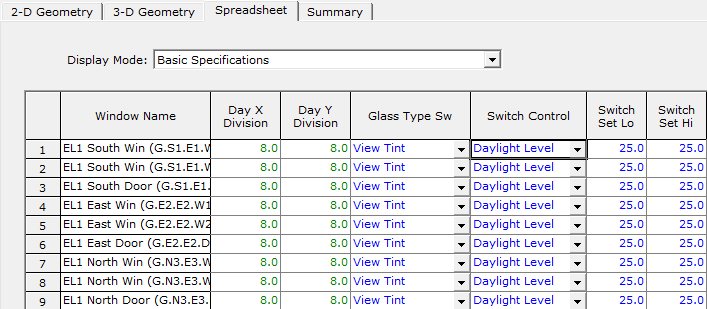 2-D Geometry 3-D Geometry Spreadsheet Summary
Display Mode: Basic Specifications
Window Name Day X Division Day Y Division Glass Type Sw Switch Control Switch Set Lo Switch Set Hi
1 EL1 South Win (G.S1.E1.W 8.0 8.0 View Tint Daylight Level 25.0 25.0
2 EL1 South Win (G.S1.E1.W 8.0 8.0 View Tint Daylight Level 25.0 25.0
3 EL1 South Door (G.S1.E1. 8.0 8.0 View Tint Daylight Level 25.0 25.0
4 EL1 East Win (G.E2.E2.W1 8.0 8.0 View Tint Daylight Level 25.0 25.0
5 EL1 East Win (G.E2.E2.W2 8.0 8.0 View Tint Daylight Level 25.0 25.0
6 EL1 East Door (G.E2.E2.D 8.0 8.0 View Tint Daylight Level 25.0 25.0
7 EL1 North Win (G.N3.E3.W 8.0 8.0 View Tint Daylight Level 25.0 25.0
8 EL1 North Win (G.N3.E3.W 8.0 8.0 View Tint Daylight Level 25.0 25.0
9 EL1 North Door (G.N3.E3. 8.0 8.0 View Tint Daylight Level 25.0 25.0